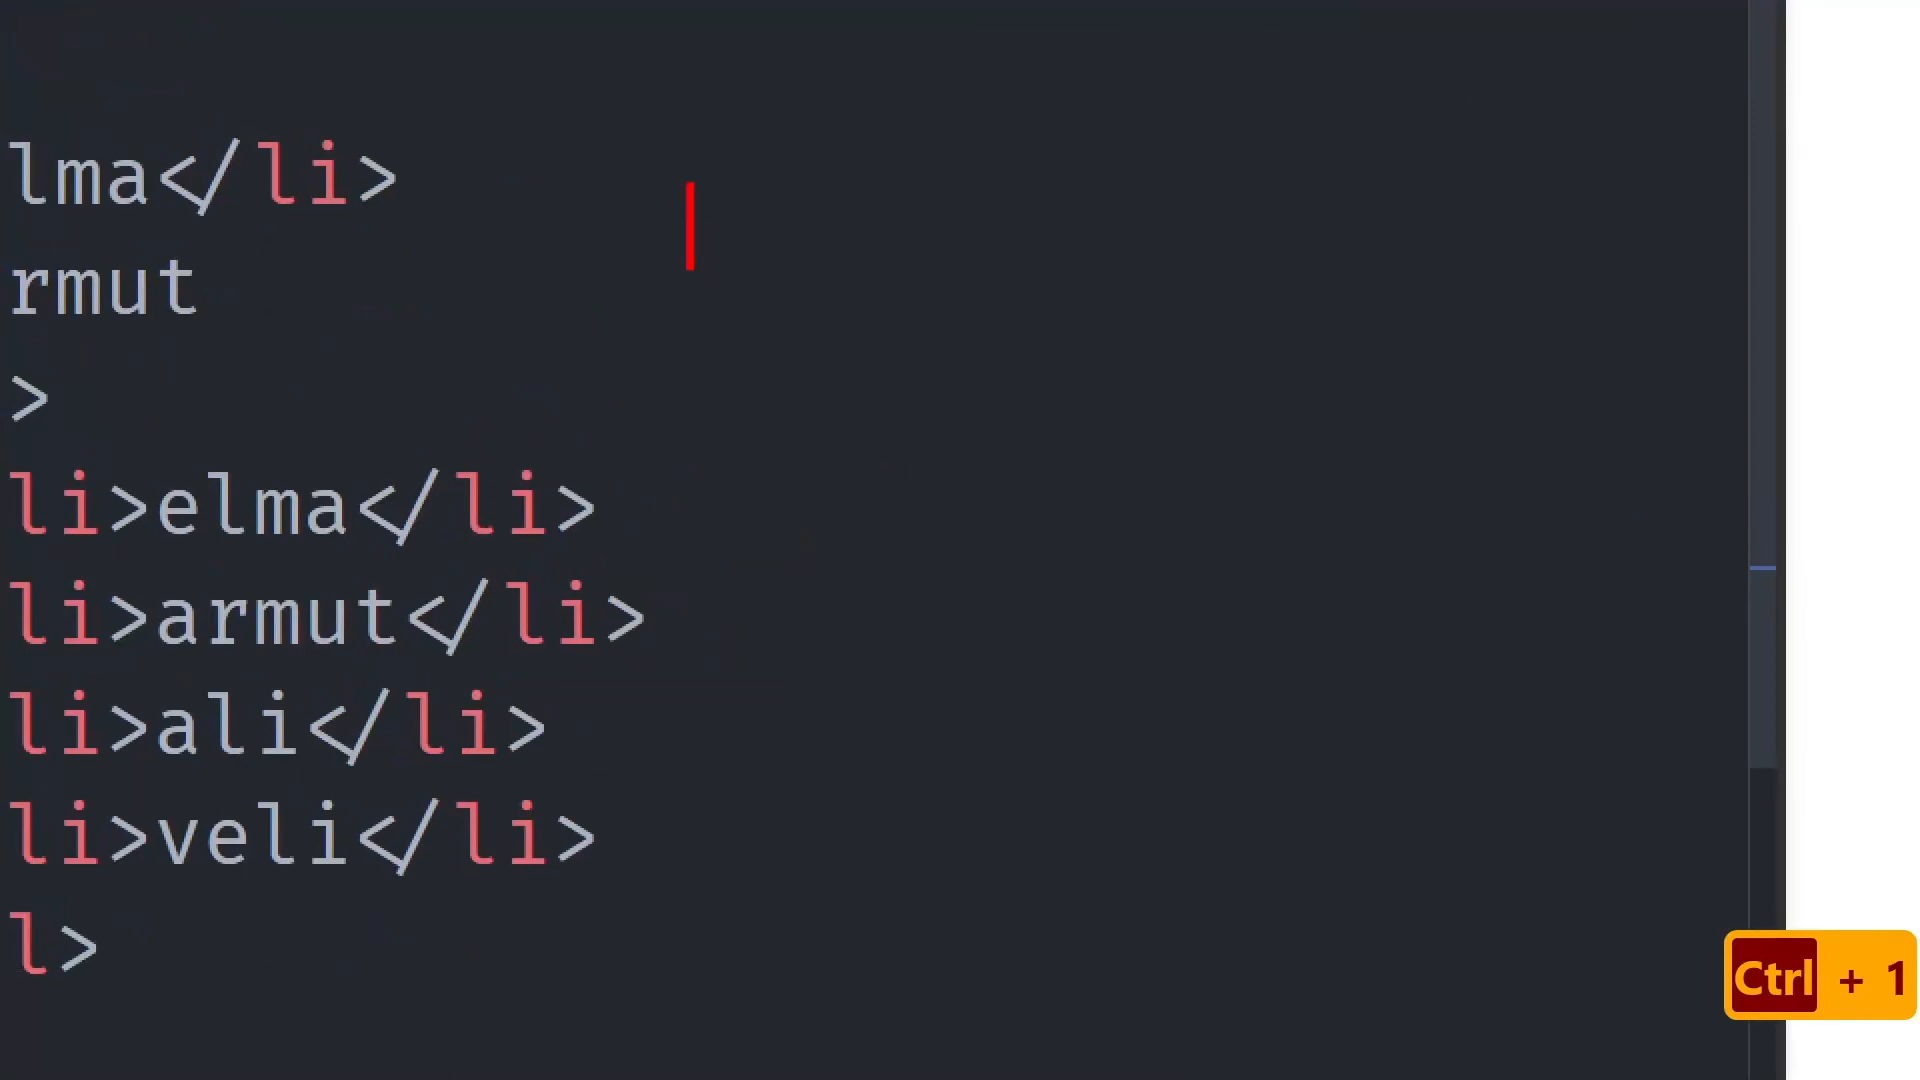 lma</li>
rmut
>
li>elma</li>
li>armut</li>
li>ali</li>
li>veli</li>
l>
Ctrl + 1